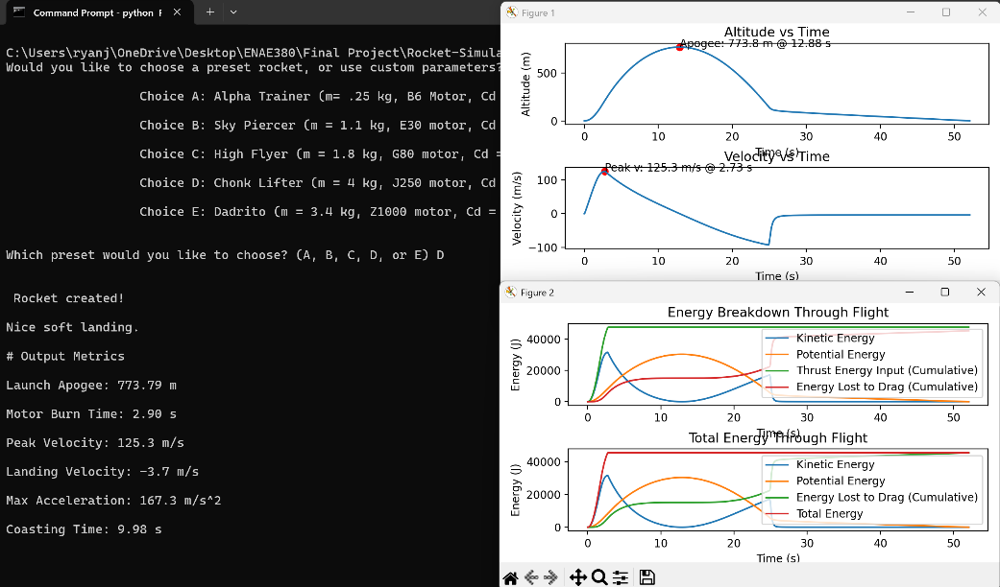 Command Prompt - python  r
C:\Users\ryanj\OneDrive\Desktop\ENAE380\Final Project\Rocket-Simula
Would you like to choose a preset rocket, or use custom parameters?
Choice A: Alpha Trainer (m= .25 kg, B6 Motor, Cd
Choice B: Sky Piercer (m = 1.1 kg, E30 motor, Cd
Choice C: High Flyer (m = 1.8 kg, G80 motor, Cd =
Choice D: Chonk Lifter (m = 4 kg, J250 motor, Cd
Choice E: Dadrito (m = 3.4 kg, Z1000 motor, Cd =
Which preset would you like to choose? (A, B, C, D, or E) D
Rocket created!
Nice soft landing.
# Output Metrics
Launch Apogee: 773.79 m
Motor Burn Time: 2.90 s
Peak Velocity: 125.3 m/s
Landing Velocity: -3.7 m/s
Max Acceleration: 167.3 m/s^2
Coasting Time: 9.98 s
Figure 1
Altitude vs Time
Apogee: 773.8 m @ 12.88 s
Altitude (m)
500
0
0 10 20 30 40 50
Time (s)
Velocity vs Time
Peak v: 125.3 m/s @ 2.73 s
Velocity (m/s)
100
0
−100
0 10 20 30 40 50
Time (s)
Figure 2
Energy Breakdown Through Flight
Energy (J)
40000
20000
0
Kinetic Energy
Potential Energy
Thrust Energy Input (Cumulative)
Energy Lost to Drag (Cumulative)
0 10 20 30 40 50
Time (s)
Total Energy Through Flight
Energy (J)
40000
20000
0
Kinetic Energy
Potential Energy
Energy Lost to Drag (Cumulative)
Total Energy
0 10 20 30 40 50
Time (s)